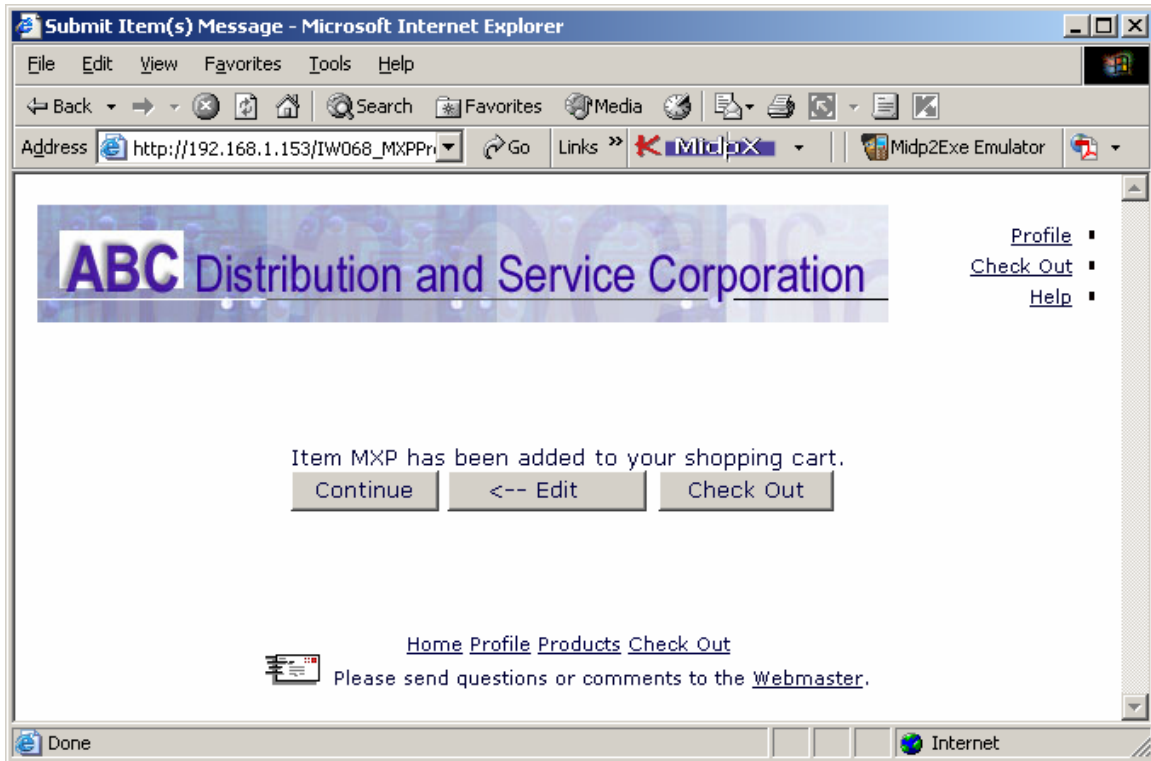 Submit Item(s) Message - Microsoft Internet Explorer
File Edit View Favorites Tools Help
Back Search Favorites Media
Address http://192.168.1.153/IW068_MXPPr Go Links » MidpX Midp2Exe Emulator
Profile
Check Out
Help
ABC Distribution and Service Corporation
Item MXP has been added to your shopping cart.
Continue <-- Edit Check Out
Home Profile Products Check Out
Please send questions or comments to the Webmaster.
Done Internet